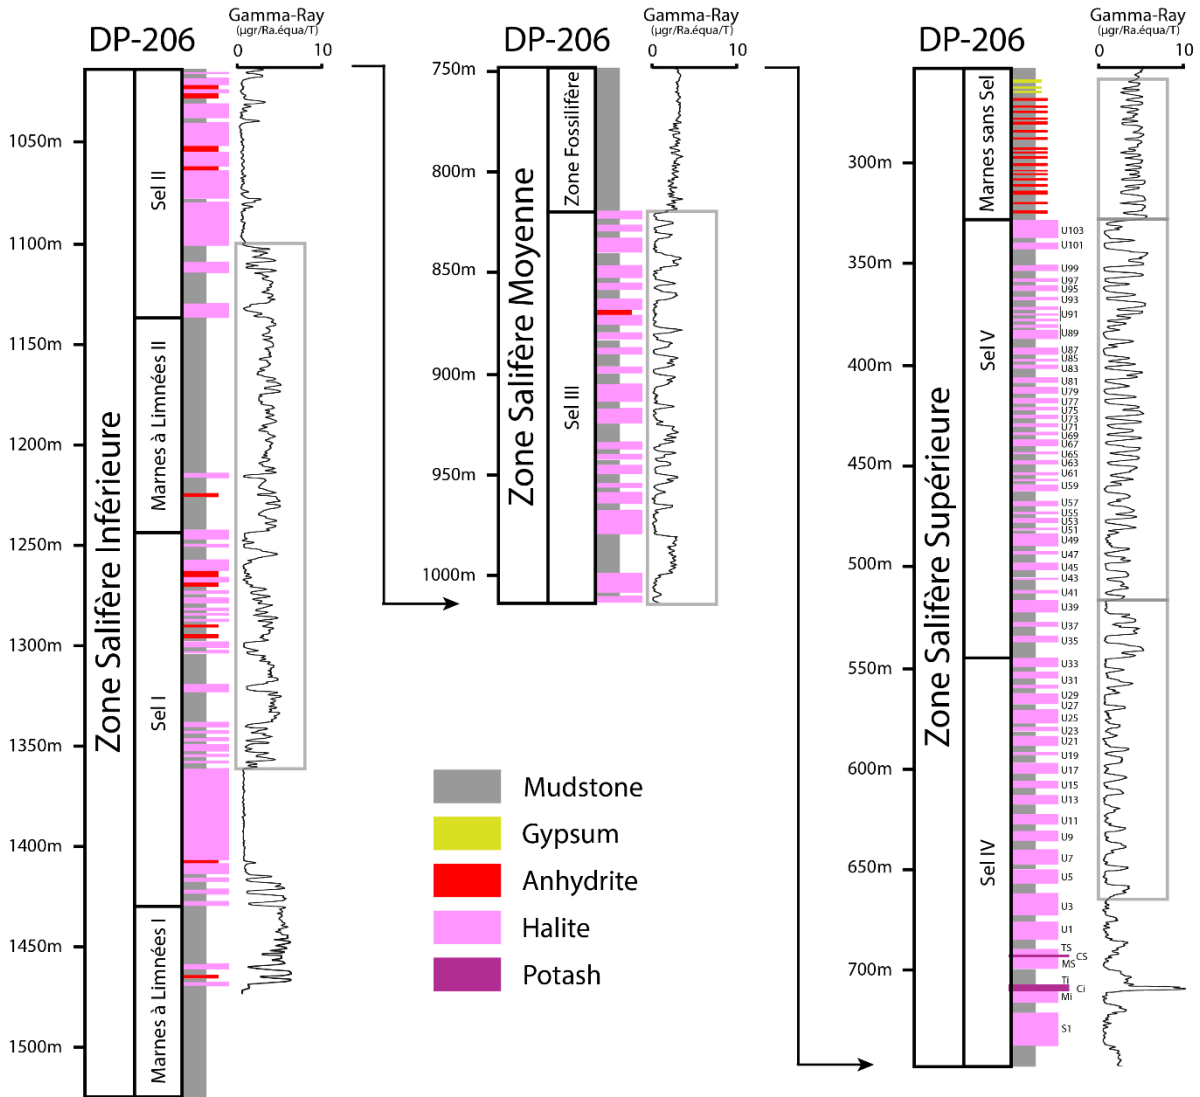 DP-206
Gamma-Ray
(µgr/Ra.équa/T)
0
10
1050m
1100m
1150m
1200m
1250m
1300m
1350m
1400m
1450m
1500m
Zone Salifère Inférieure
Sel II
Marnes à Limnées II
Sel I
Marnes à Limnées I
DP-206
Gamma-Ray
(µgr/Ra.équa/T)
0
10
750m
800m
850m
900m
950m
1000m
Zone Salifère Moyenne
Zone Fossilifère
Sel III
Mudstone
Gypsum
Anhydrite
Halite
Potash
DP-206
Gamma-Ray
(µgr/Ra.équa/T)
0
10
300m
350m
400m
450m
500m
550m
600m
650m
700m
Zone Salifère Supérieure
Marnes sans Sel
Sel V
Sel IV
U103
U101
U99
U97
U95
U93
U91
U89
U87
U85
U83
U81
U79
U77
U75
U73
U71
U69
U67
U65
U63
U61
U59
U57
U55
U53
U51
U49
U47
U45
U43
U41
U39
U37
U35
U33
U31
U29
U27
U25
U23
U21
U19
U17
U15
U13
U11
U9
U7
U5
U3
U1
TS
CS
MS
Ti
Ci
Mi
S1